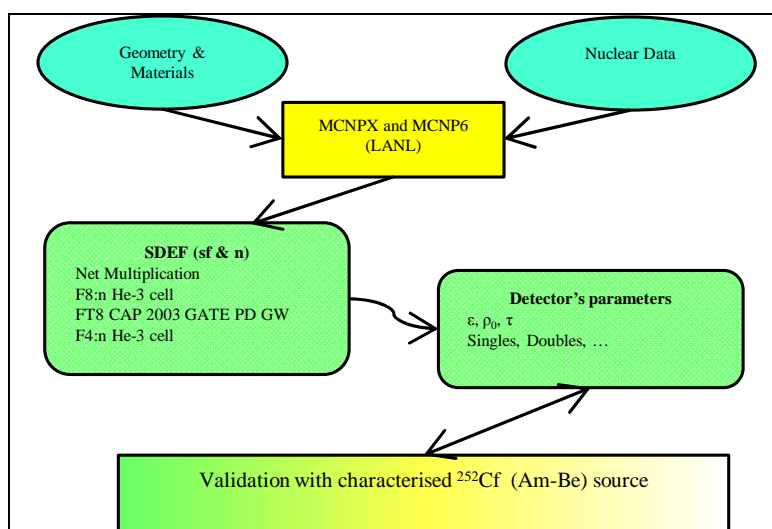 Geometry &
Materials
Nuclear Data
MCNPX and MCNP6
(LANL)
SDEF (sf & n)
Net Multiplication
F8:n He-3 cell
FT8 CAP 2003 GATE PD GW
F4:n He-3 cell
Detector's parameters
ε, ρ₀, τ
Singles, Doubles, …
Validation with characterised ²⁵²Cf (Am-Be) source